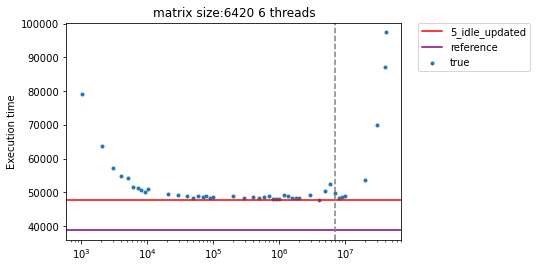 matrix size:6420 6 threads
Execution time
100000
90000
80000
70000
60000
50000
40000
10³
10⁴
10⁵
10⁶
10⁷
5_idle_updated
reference
true